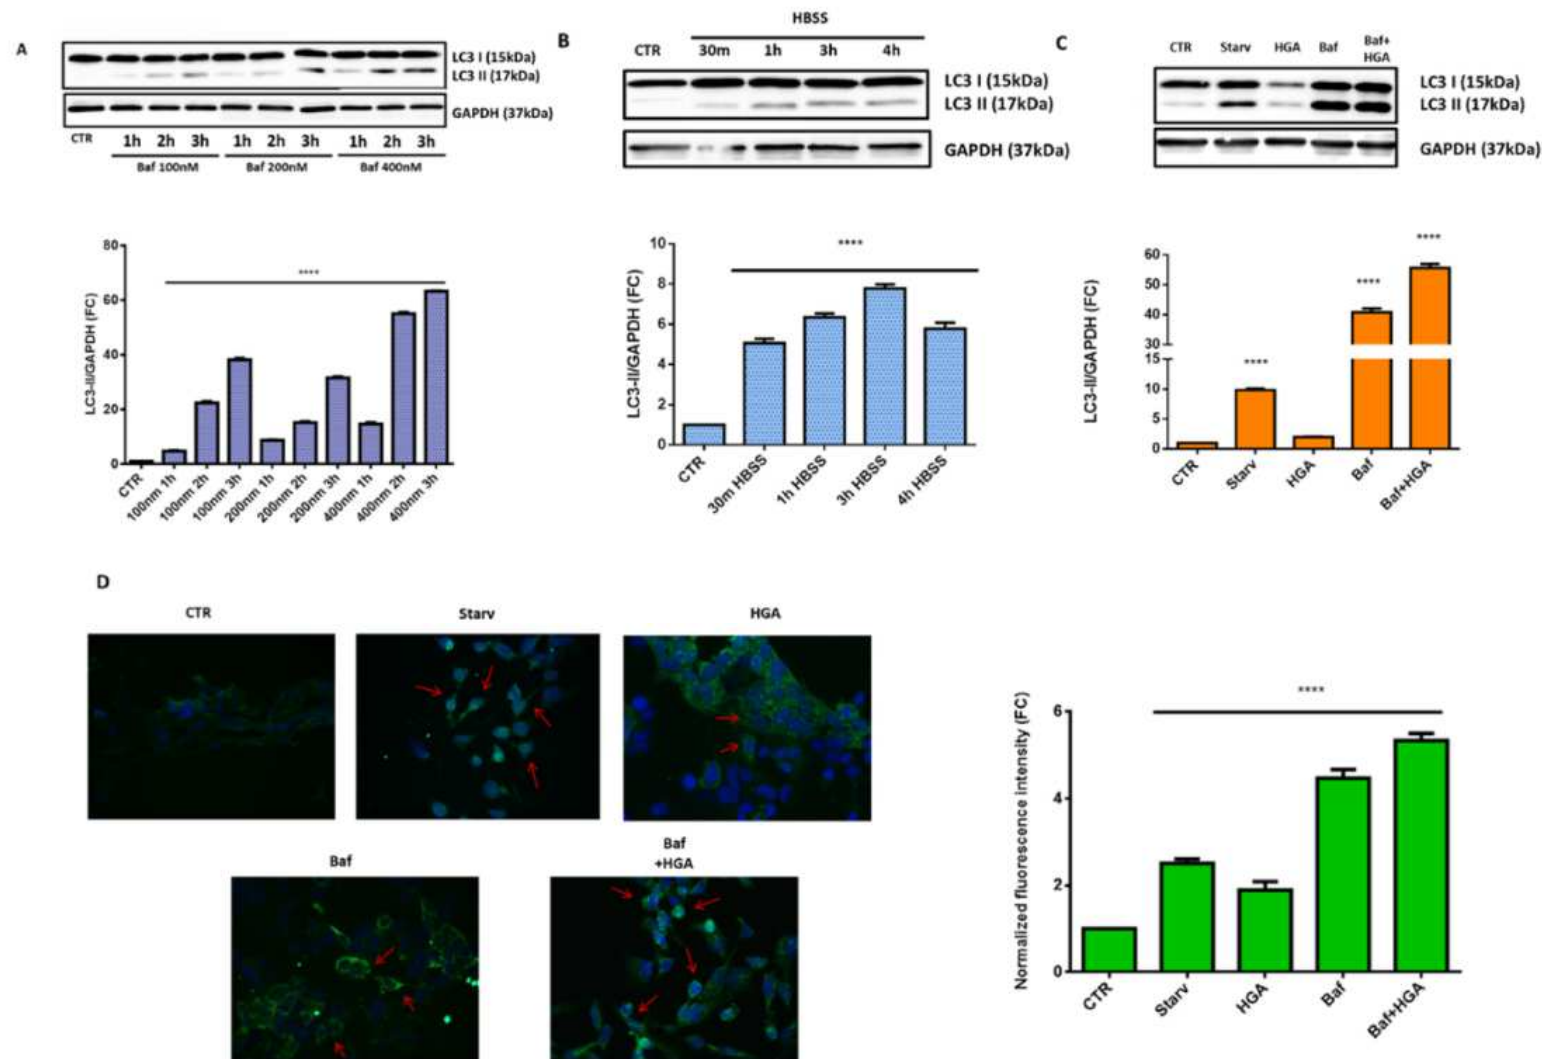 A
LC3 I (15kDa)
LC3 II (17kDa)
GAPDH (37kDa)
CTR 1h 2h 3h 1h 2h 3h 1h 2h 3h
Baf 100nM Baf 200nM Baf 400nM
B
HBSS
CTR 30m 1h 3h 4h
LC3 I (15kDa)
LC3 II (17kDa)
GAPDH (37kDa)
C
CTR Starv HGA Baf Baf+
HGA
LC3 I (15kDa)
LC3 II (17kDa)
GAPDH (37kDa)
LC3-II/GAPDH (FC)
80
60
40
20
0
****
CTR
100nm 1h
100nm 2h
100nm 3h
200nm 1h
200nm 2h
200nm 3h
400nm 1h
400nm 2h
400nm 3h
LC3-II/GAPDH (FC)
10
8
6
4
2
0
****
CTR
30m HBSS
1h HBSS
3h HBSS
4h HBSS
LC3-II/GAPDH (FC)
60
50
40
30
15
10
5
0
****
****
****
CTR
Starv
HGA
Baf
Baf+HGA
D
CTR
Starv
HGA
Baf
Baf
+HGA
Normalized fluorescence intensity (FC)
6
4
2
0
****
CTR
Starv
HGA
Baf
Baf+HGA